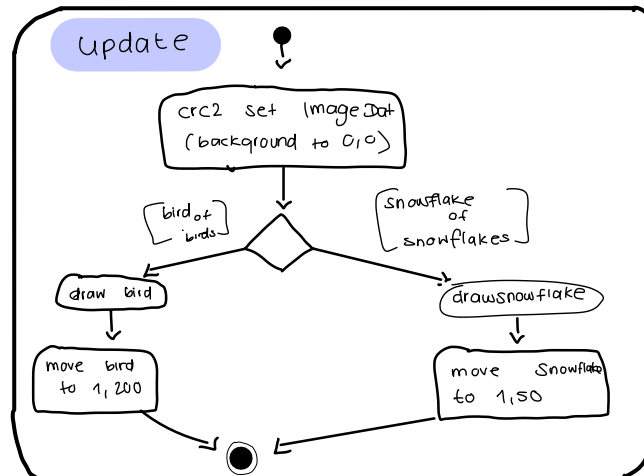 update
crc2 set ImageDat
(background to 0,0)
[bird of
birds]
[snowflake
of
snowflakes]
draw bird
drawsnowflake
move bird
to 1,200
move Snowflake
to 1,50